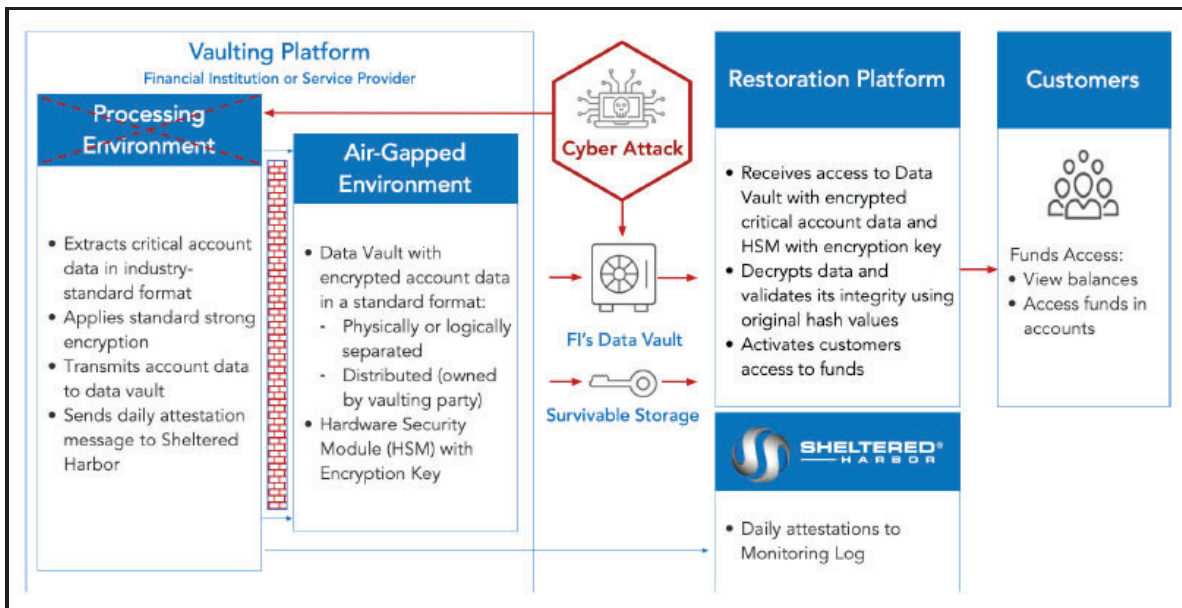 Vaulting Platform
Financial Institution or Service Provider
Processing
Environment
• Extracts critical account
data in industry-
standard format
• Applies standard strong
encryption
• Transmits account data
to data vault
• Sends daily attestation
message to Sheltered
Harbor
Air-Gapped
Environment
• Data Vault with
encrypted account data
in a standard format:
- Physically or logically
separated
- Distributed (owned
by vaulting party)
• Hardware Security
Module (HSM) with
Encryption Key
Cyber Attack
FI's Data Vault
Survivable Storage
Restoration Platform
• Receives access to Data
Vault with encrypted
critical account data and
HSM with encryption key
• Decrypts data and
validates its integrity using
original hash values
• Activates customers
access to funds
SHELTERED®
HARBOR
• Daily attestations to
Monitoring Log
Customers
Funds Access:
• View balances
• Access funds in
accounts